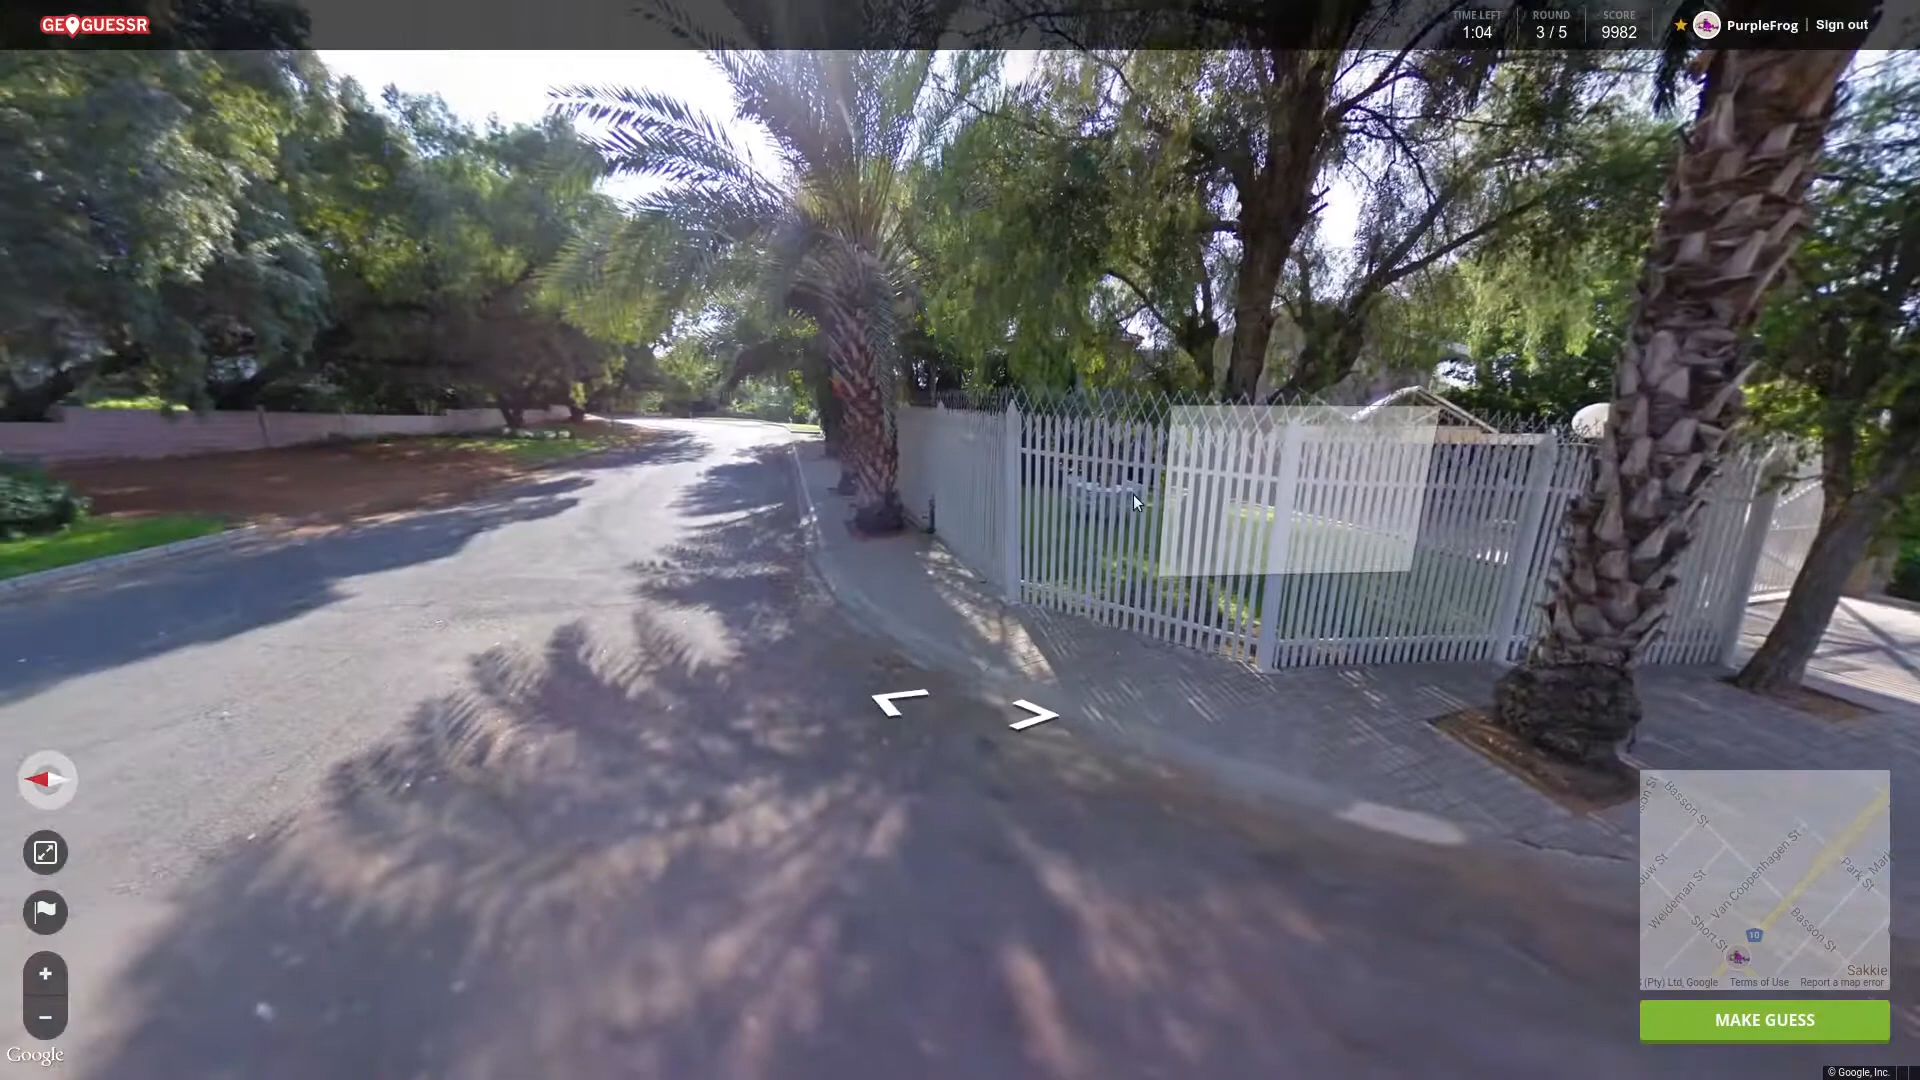 GEOGUESSR
TIME LEFT
1:04
ROUND
3 / 5
SCORE
9982
PurpleFrog | Sign out
Basson St
Weideman St
Van Coppenhagen St
Short St
Park St
Basson St
10
Sakkie
(Pty) Ltd, Google Terms of Use Report a map error
MAKE GUESS
Google
© Google, Inc.